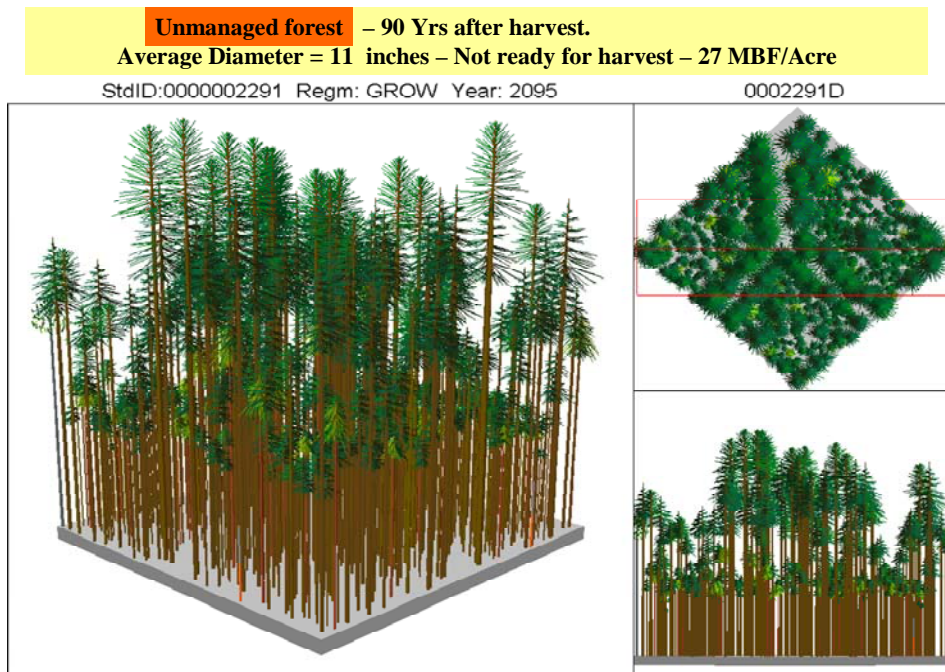 Unmanaged forest – 90 Yrs after harvest.
Average Diameter = 11 inches – Not ready for harvest – 27 MBF/Acre
StdID:0000002291 Regm: GROW Year: 2095
0002291D